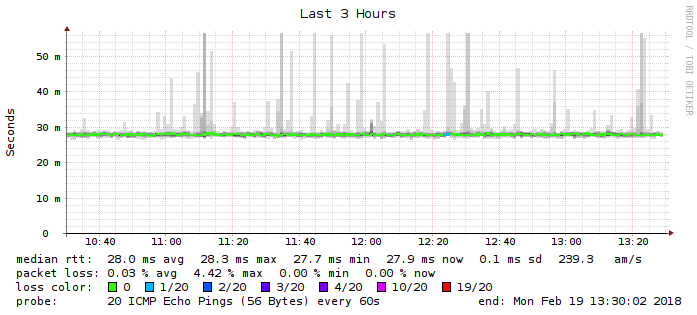 Last 3 Hours
RRDTOOL / TOBI OETIKER
Seconds
50 m
40 m
30 m
20 m
10 m
0
10:40 11:00 11:20 11:40 12:00 12:20 12:40 13:00 13:20
median rtt: 28.0 ms avg 28.3 ms max 27.7 ms min 27.9 ms now 0.1 ms sd 239.3 am/s
packet loss: 0.03 % avg 4.42 % max 0.00 % min 0.00 % now
loss color: 0 1/20 2/20 3/20 4/20 10/20 19/20
probe: 20 ICMP Echo Pings (56 Bytes) every 60s end: Mon Feb 19 13:30:02 2018